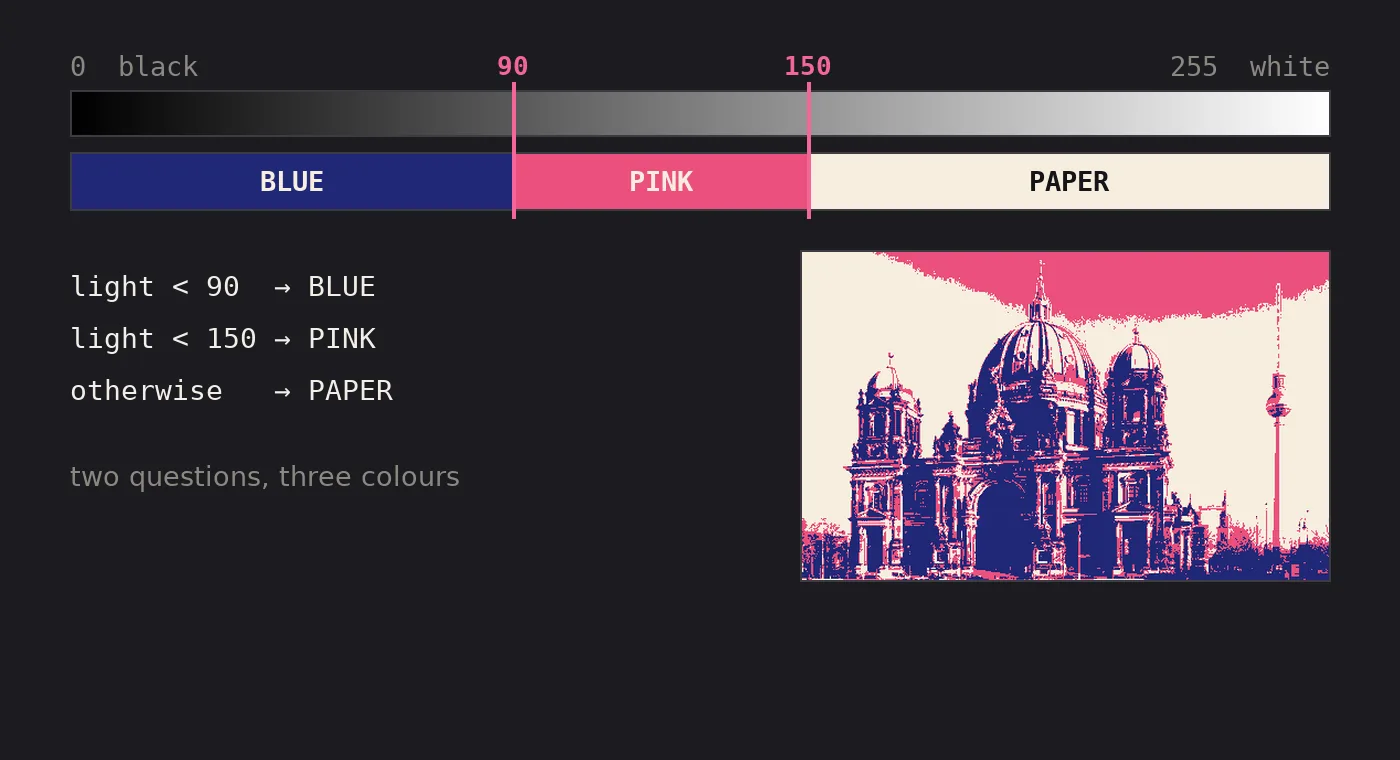 0 black 90 150 255 white
BLUE PINK PAPER
light < 90 → BLUE
light < 150 → PINK
otherwise → PAPER
two questions, three colours